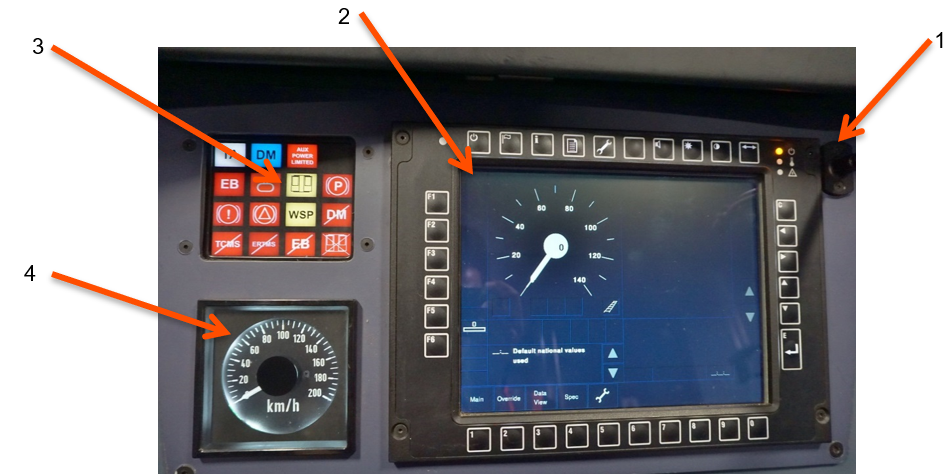 2
1
3
4
DM
AUX
POWER
LIMITED
EB
P
!
WSP
DM
TCMS
ERTMS
EB
F1
F2
F3
F4
F5
F6
20
40
60
80
100
120
140
0
0
Default national values
used
Main
Override
Data
View
Spec
C
E
1
2
3
4
5
6
7
8
9
0
20
40
60
80
100
120
140
160
180
200
km/h